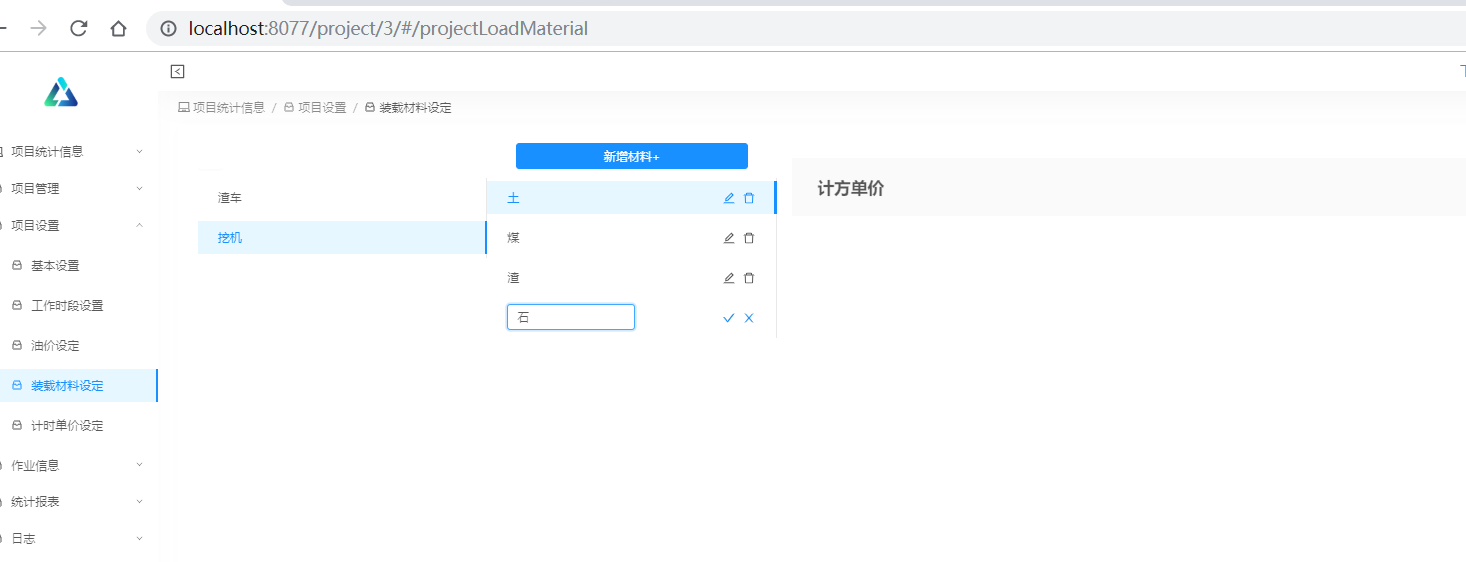 localhost:8077/project/3/#/projectLoadMaterial
项目统计信息 / 项目设置 / 装载材料设定
项目统计信息
项目管理
项目设置
基本设置
工作时段设置
油价设定
装载材料设定
计时单价设定
作业信息
统计报表
日志
渣车
挖机
新增材料+
土
煤
渣
石
计方单价